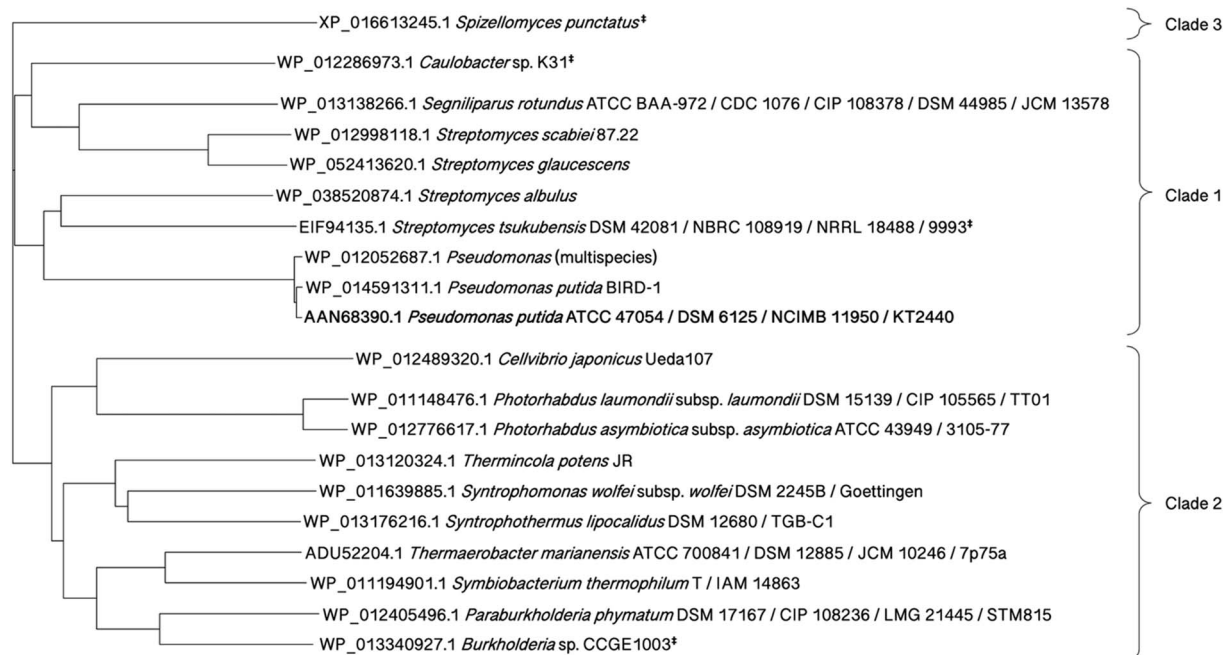 XP_016613245.1 Spizellomyces punctatus‡
Clade 3
WP_012286973.1 Caulobacter sp. K31‡
WP_013138266.1 Segniliparus rotundus ATCC BAA-972 / CDC 1076 / CIP 108378 / DSM 44985 / JCM 13578
WP_012998118.1 Streptomyces scabiei 87.22
WP_052413620.1 Streptomyces glaucescens
WP_038520874.1 Streptomyces albulus
Clade 1
EIF94135.1 Streptomyces tsukubensis DSM 42081 / NBRC 108919 / NRRL 18488 / 9993‡
WP_012052687.1 Pseudomonas (multispecies)
WP_014591311.1 Pseudomonas putida BIRD-1
AAN68390.1 Pseudomonas putida ATCC 47054 / DSM 6125 / NCIMB 11950 / KT2440
WP_012489320.1 Cellvibrio japonicus Ueda107
WP_011148476.1 Photorhabdus laumondii subsp. laumondii DSM 15139 / CIP 105565 / TT01
WP_012776617.1 Photorhabdus asymbiotica subsp. asymbiotica ATCC 43949 / 3105-77
WP_013120324.1 Thermincola potens JR
WP_011639885.1 Syntrophomonas wolfei subsp. wolfei DSM 2245B / Goettingen
Clade 2
WP_013176216.1 Syntrophothermus lipocalidus DSM 12680 / TGB-C1
ADU52204.1 Thermaerobacter marianensis ATCC 700841 / DSM 12885 / JCM 10246 / 7p75a
WP_011194901.1 Symbiobacterium thermophilum T / IAM 14863
WP_012405496.1 Paraburkholderia phymatum DSM 17167 / CIP 108236 / LMG 21445 / STM815
WP_013340927.1 Burkholderia sp. CCGE1003‡